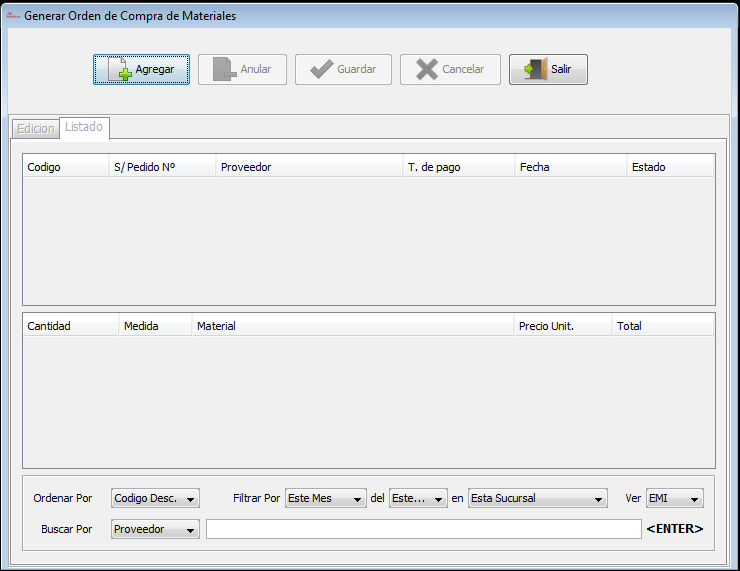 Generar Orden de Compra de Materiales
Agregar Anular Guardar Cancelar Salir
Edicion Listado
Codigo S/ Pedido Nº Proveedor T. de pago Fecha Estado
Cantidad Medida Material Precio Unit. Total
Ordenar Por Codigo Desc. Filtrar Por Este Mes del Este... en Esta Sucursal Ver EMI
Buscar Por Proveedor <ENTER>